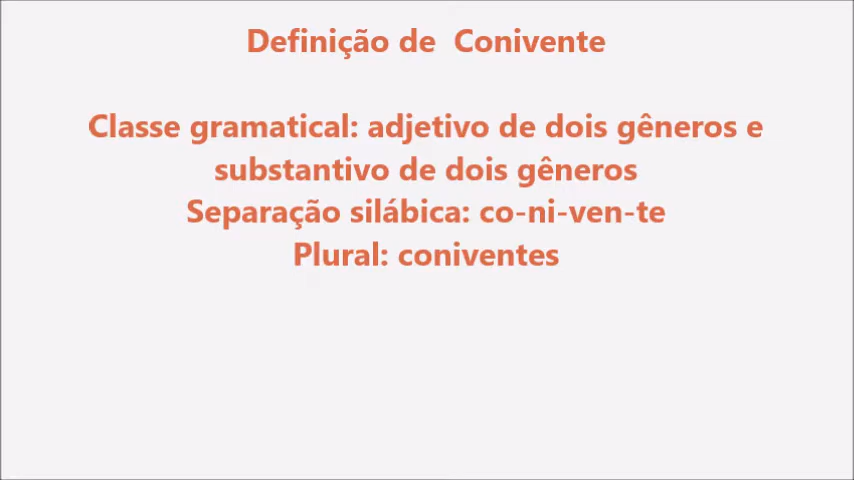 Definição de  Conivente
Classe gramatical: adjetivo de dois gêneros e
substantivo de dois gêneros
Separação silábica: co-ni-ven-te
Plural: coniventes